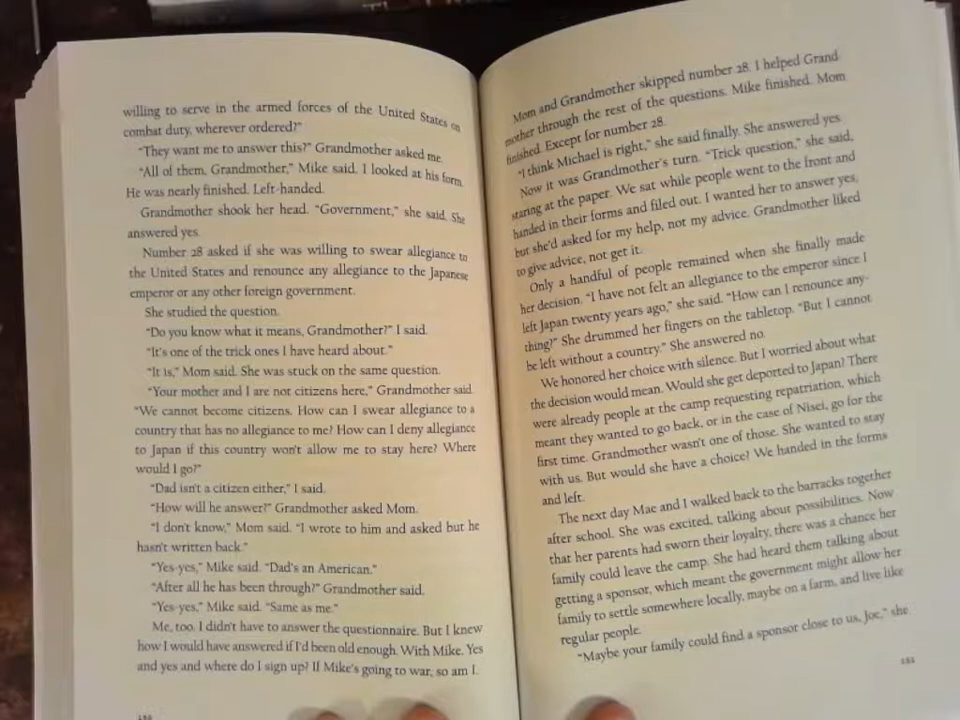 willing to serve in the armed forces of the United States on
combat duty, wherever ordered?"
"They want me to answer this?" Grandmother asked me.
"All of them, Grandmother," Mike said. I looked at his form.
He was nearly finished. Left-handed.
Grandmother shook her head. "Government," she said. She
answered yes.
Number 28 asked if she was willing to swear allegiance to
the United States and renounce any allegiance to the Japanese
emperor or any other foreign government.
She studied the question.
"Do you know what it means, Grandmother?" I said.
"It's one of the trick ones I have heard about."
"It is," Mom said. She was stuck on the same question.
"Your mother and I are not citizens here," Grandmother said.
"We cannot become citizens. How can I swear allegiance to a
country that has no allegiance to me? How can I deny allegiance
to Japan if this country won't allow me to stay here? Where
would I go?"
"Dad isn't a citizen either," I said.
"How will he answer?" Grandmother asked Mom.
"I don't know," Mom said. "I wrote to him and asked but he
hasn't written back."
"Yes-yes," Mike said. "Dad's an American."
"After all he has been through?" Grandmother said.
"Yes-yes," Mike said. "Same as me."
Me, too. I didn't have to answer the questionnaire. But I knew
how I would have answered if I'd been old enough. With Mike. Yes
and yes and where do I sign up? If Mike's going to war, so am I.
Mom and Grandmother skipped number 28. I helped Grand-
mother through the rest of the questions. Mike finished. Mom
finished. Except for number 28.
"I think Michael is right," she said finally. She answered yes.
Now it was Grandmother's turn. "Trick question," she said,
staring at the paper. We sat while people went to the front and
handed in their forms and filed out. I wanted her to answer yes,
but she'd asked for my help, not my advice. Grandmother liked
to give advice, not get it.
Only a handful of people remained when she finally made
her decision. "I have not felt an allegiance to the emperor since I
left Japan twenty years ago," she said. "How can I renounce any-
thing?" She drummed her fingers on the tabletop. "But I cannot
be left without a country." She answered no.
We honored her choice with silence. But I worried about what
the decision would mean. Would she get deported to Japan? There
were already people at the camp requesting repatriation, which
meant they wanted to go back, or in the case of Nisei, go for the
first time. Grandmother wasn't one of those. She wanted to stay
with us. But would she have a choice? We handed in the forms
and left.
The next day Mae and I walked back to the barracks together
after school. She was excited, talking about possibilities. Now
that her parents had sworn their loyalty, there was a chance her
family could leave the camp. She had heard them talking about
getting a sponsor, which meant the government might allow her
family to settle somewhere locally, maybe on a farm, and live like
regular people.
"Maybe your family could find a sponsor close to us, Joe," she